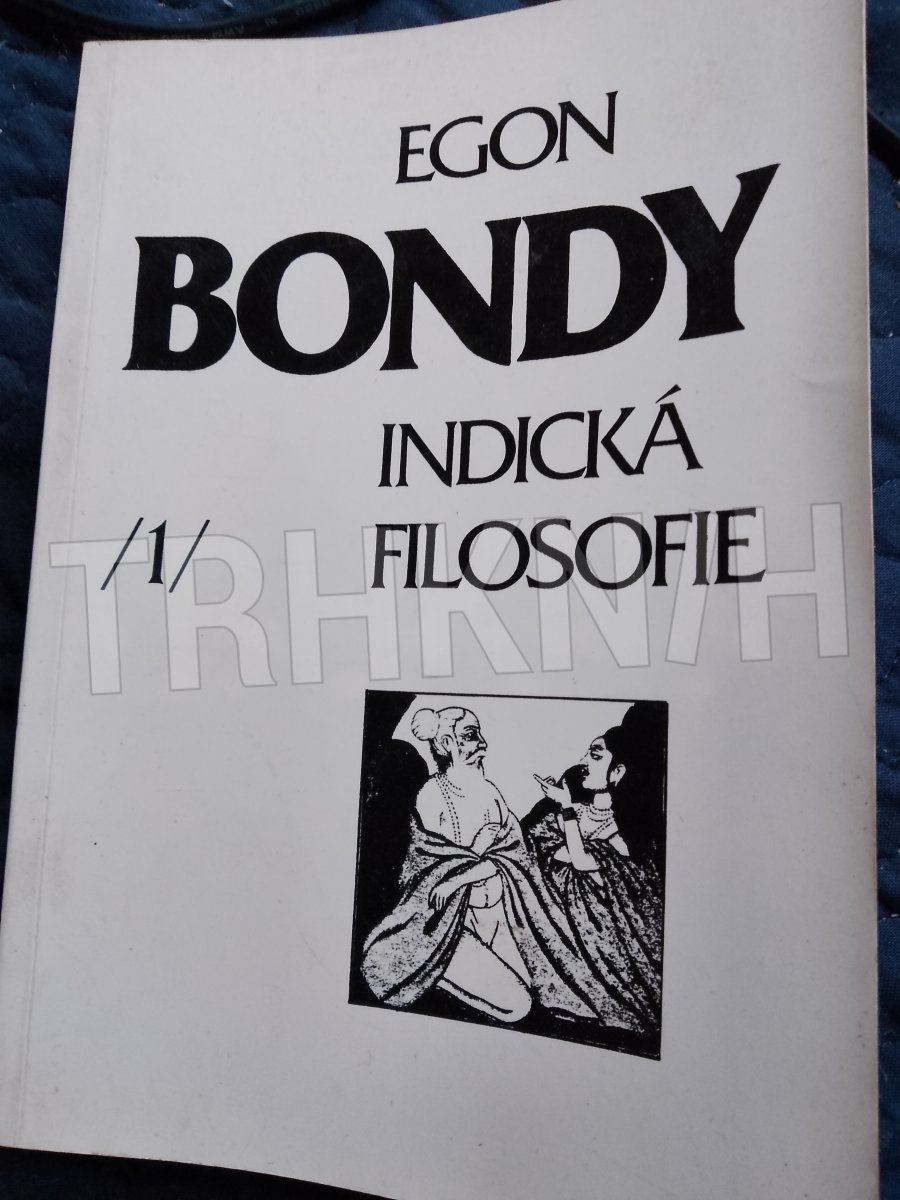 EGON
BONDY
INDICKÁ
/1/ FILOSOFIE
TRHKNIH